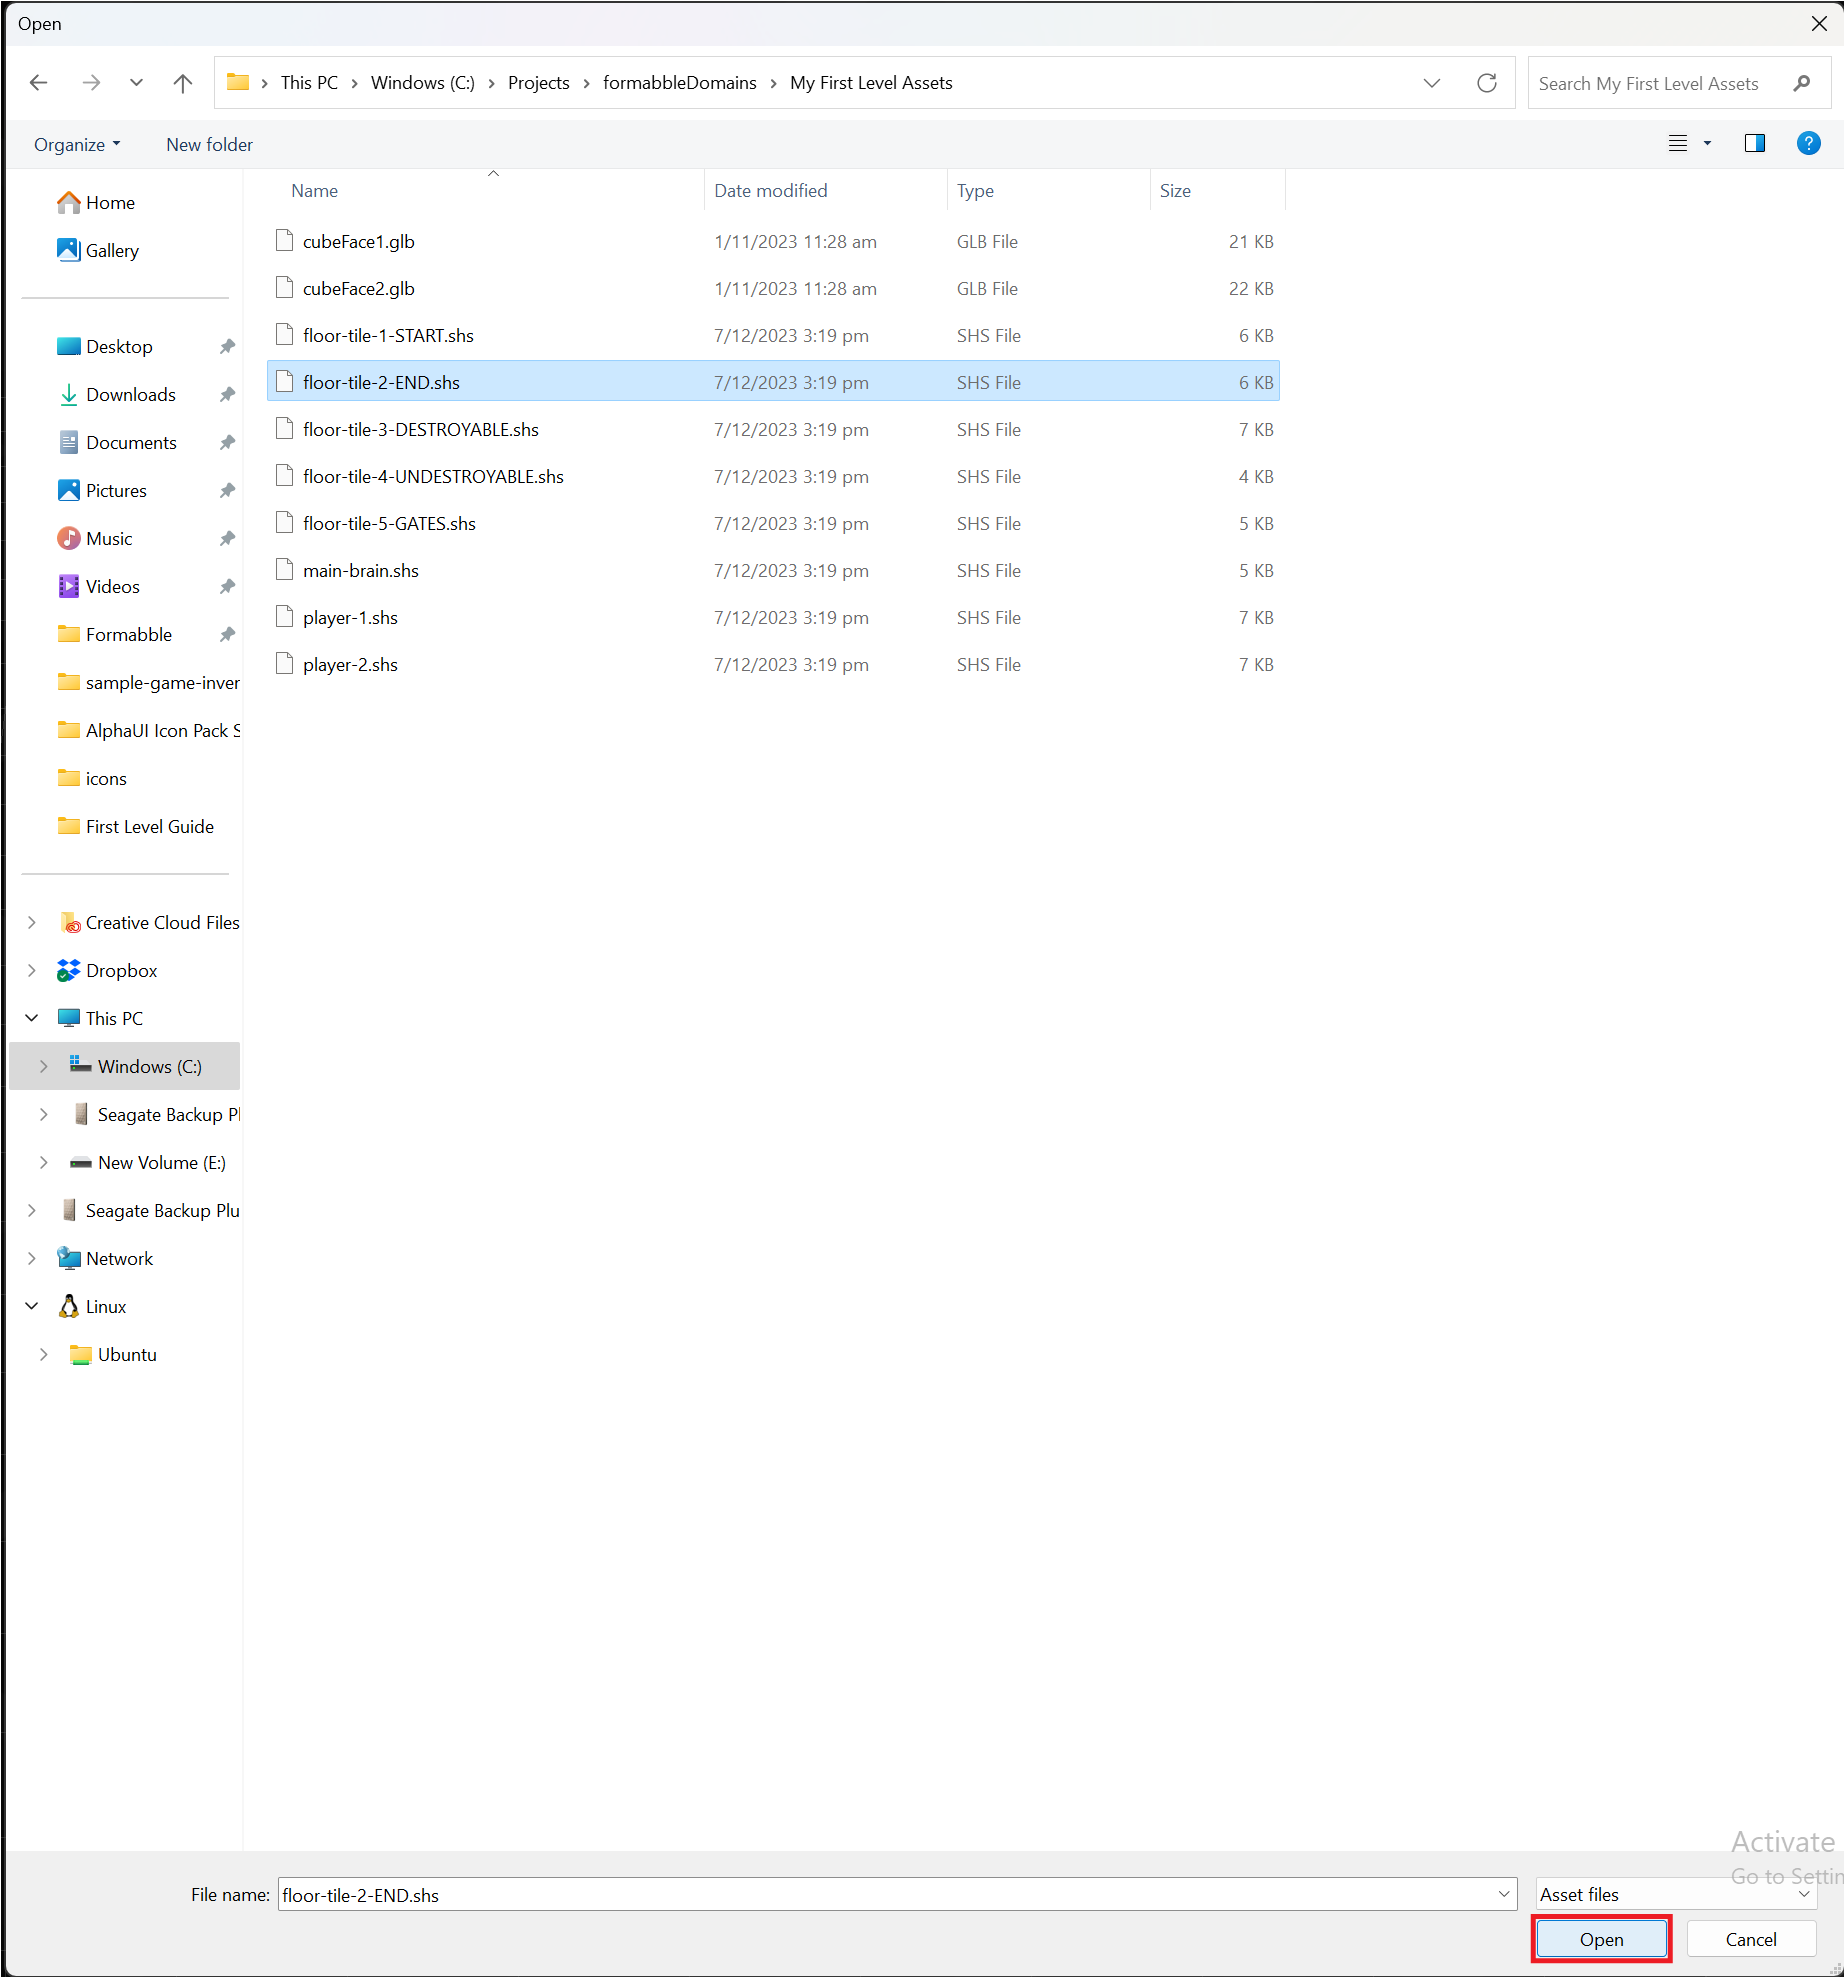 Open
This PC > Windows (C:) > Projects > formabbleDomains > My First Level Assets
Search My First Level Assets
Organize
New folder
?
Name Date modified Type Size
cubeFace1.glb 1/11/2023 11:28 am GLB File 21 KB
cubeFace2.glb 1/11/2023 11:28 am GLB File 22 KB
floor-tile-1-START.shs 7/12/2023 3:19 pm SHS File 6 KB
floor-tile-2-END.shs 7/12/2023 3:19 pm SHS File 6 KB
floor-tile-3-DESTROYABLE.shs 7/12/2023 3:19 pm SHS File 7 KB
floor-tile-4-UNDESTROYABLE.shs 7/12/2023 3:19 pm SHS File 4 KB
floor-tile-5-GATES.shs 7/12/2023 3:19 pm SHS File 5 KB
main-brain.shs 7/12/2023 3:19 pm SHS File 5 KB
player-1.shs 7/12/2023 3:19 pm SHS File 7 KB
player-2.shs 7/12/2023 3:19 pm SHS File 7 KB
Home
Gallery
Desktop
Downloads
Documents
Pictures
Music
Videos
Formabble
sample-game-inver
AlphaUI Icon Pack S
icons
First Level Guide
Creative Cloud Files
Dropbox
This PC
Windows (C:)
Seagate Backup Pl
New Volume (E:)
Seagate Backup Plu
Network
Linux
Ubuntu
Activate
Go to Settin
File name: floor-tile-2-END.shs
Asset files
Open
Cancel